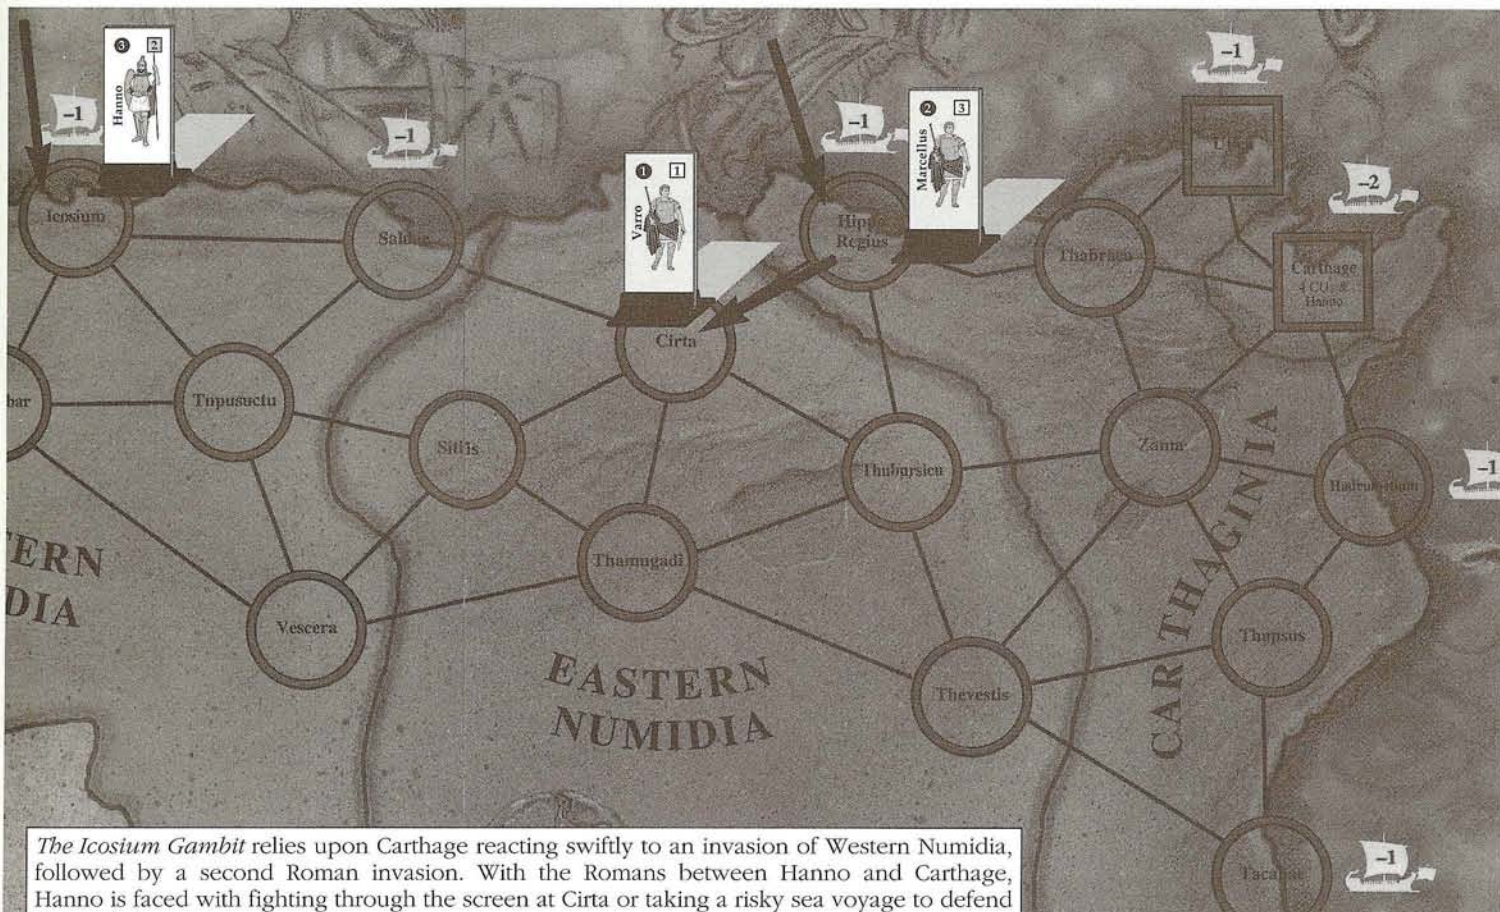 3 2
Hanno
-1
-1
-1
-1
-2
2 3
Marcellus
1 1
Varro
Icosium
Saldae
Hippo
Regius
Thabraca
Carthage
Hanno
Cirta
bar
Tupusuctu
Sitifis
Thubursicu
Zama
-1
Thamugadi
Vescera
Thevestis
Thapsus
ERN
DIA
EASTERN
NUMIDIA
CARTHAGINIA
-1
The Icosium Gambit relies upon Carthage reacting swiftly to an invasion of Western Numidia,
followed by a second Roman invasion. With the Romans between Hanno and Carthage,
Hanno is faced with fighting through the screen at Cirta or taking a risky sea voyage to defend